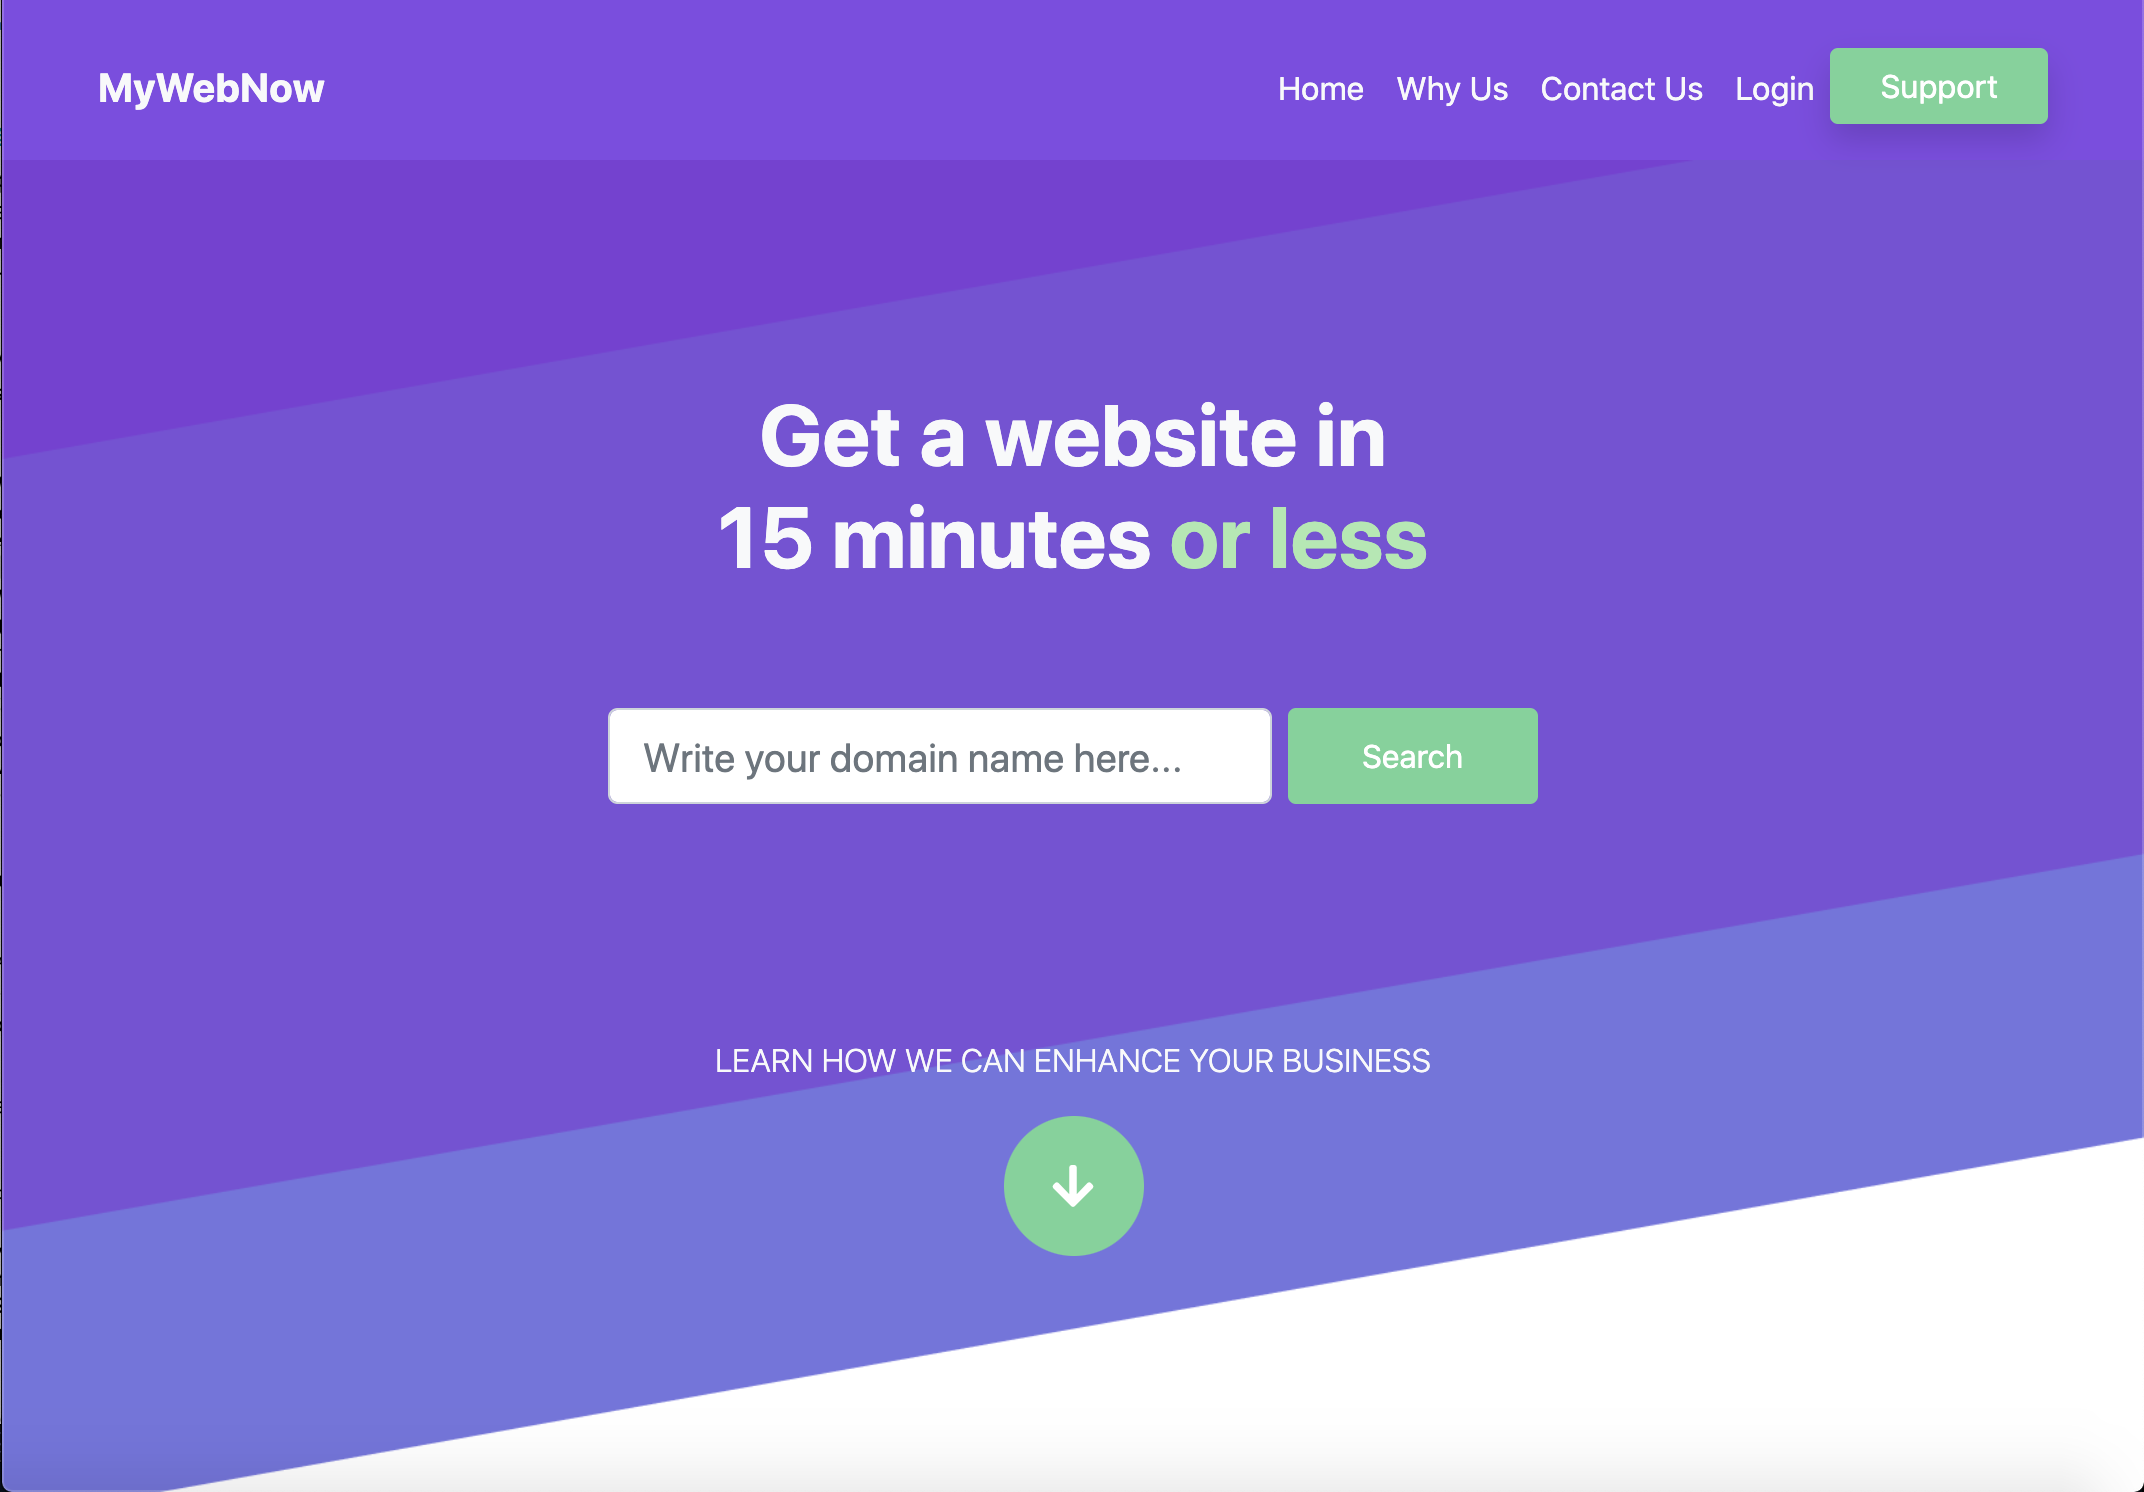 MyWebNow
Home Why Us Contact Us Login Support
Get a website in
15 minutes or less
Write your domain name here...
Search
LEARN HOW WE CAN ENHANCE YOUR BUSINESS